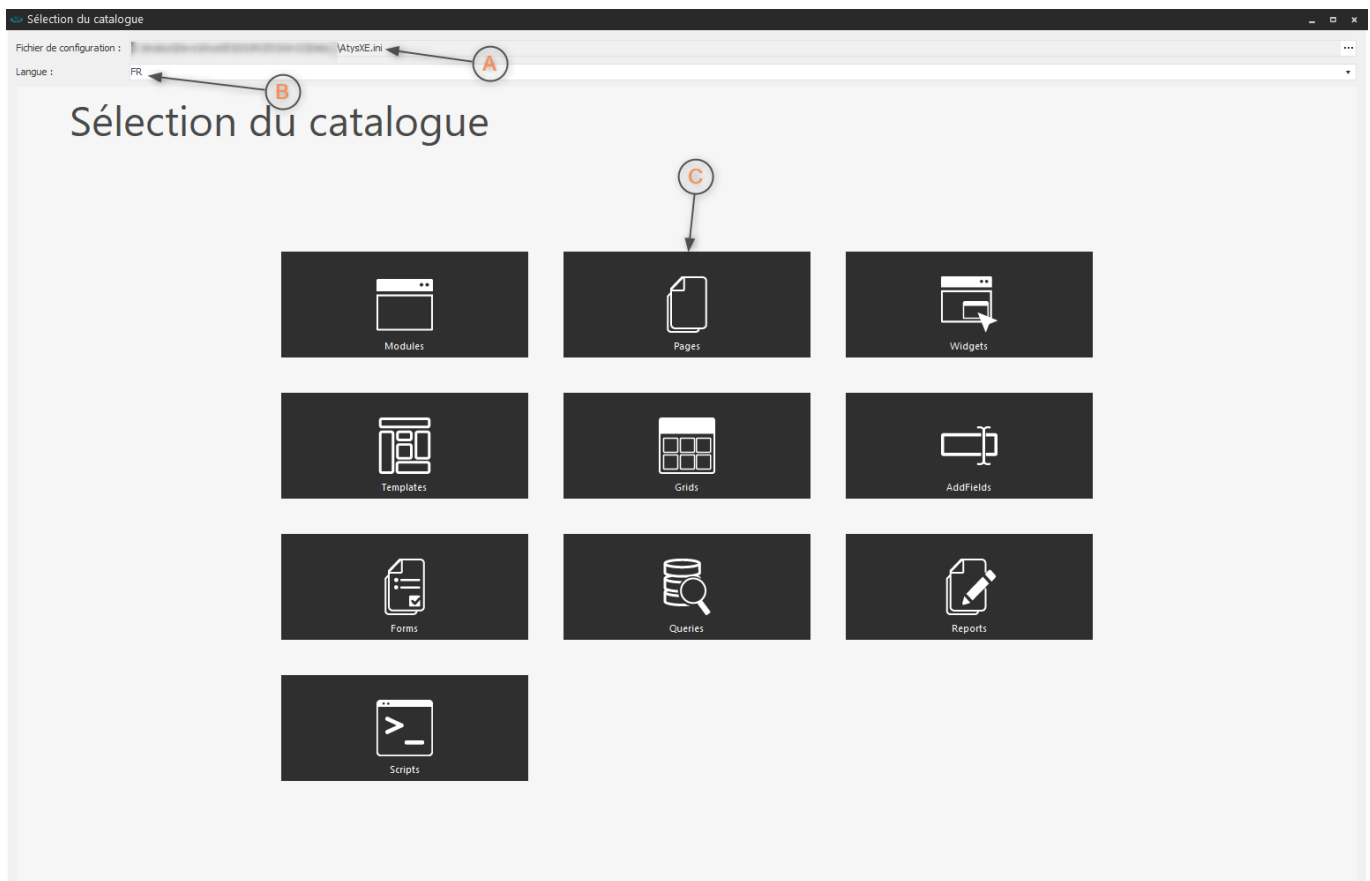 Sélection du catalogue
Fichier de configuration : \AtysXE.ini
A
Langue : FR
B
Sélection du catalogue
C
Modules Pages Widgets
Templates Grids AddFields
Forms Queries Reports
>_
Scripts